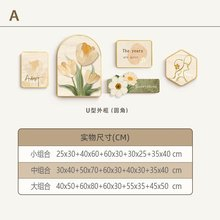 A
The years
U型外框 (圆角)
实物尺寸(CM)
小组合 25x30+40x60+60x30+30x25+35x40 cm
中组合 30x40+50x70+60x30+40x30+35x40 cm
大组合 40x50+60x80+60x30+55x35+45x50 cm